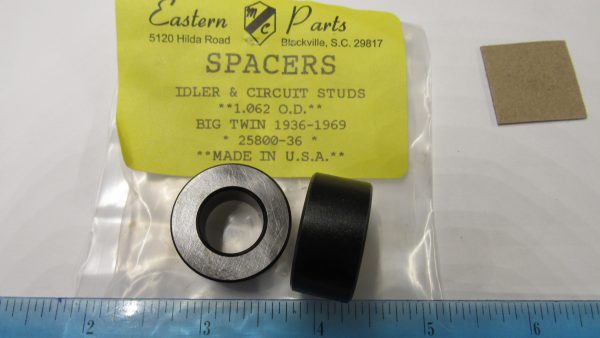 Eastern MC Parts
5120 Hilda Road Blackville, S.C. 29817
SPACERS
IDLER & CIRCUIT STUDS
**1.062 O.D.**
BIG TWIN 1936-1969
* 25800-36 *
**MADE IN U.S.A.**
2 3 4 5 6